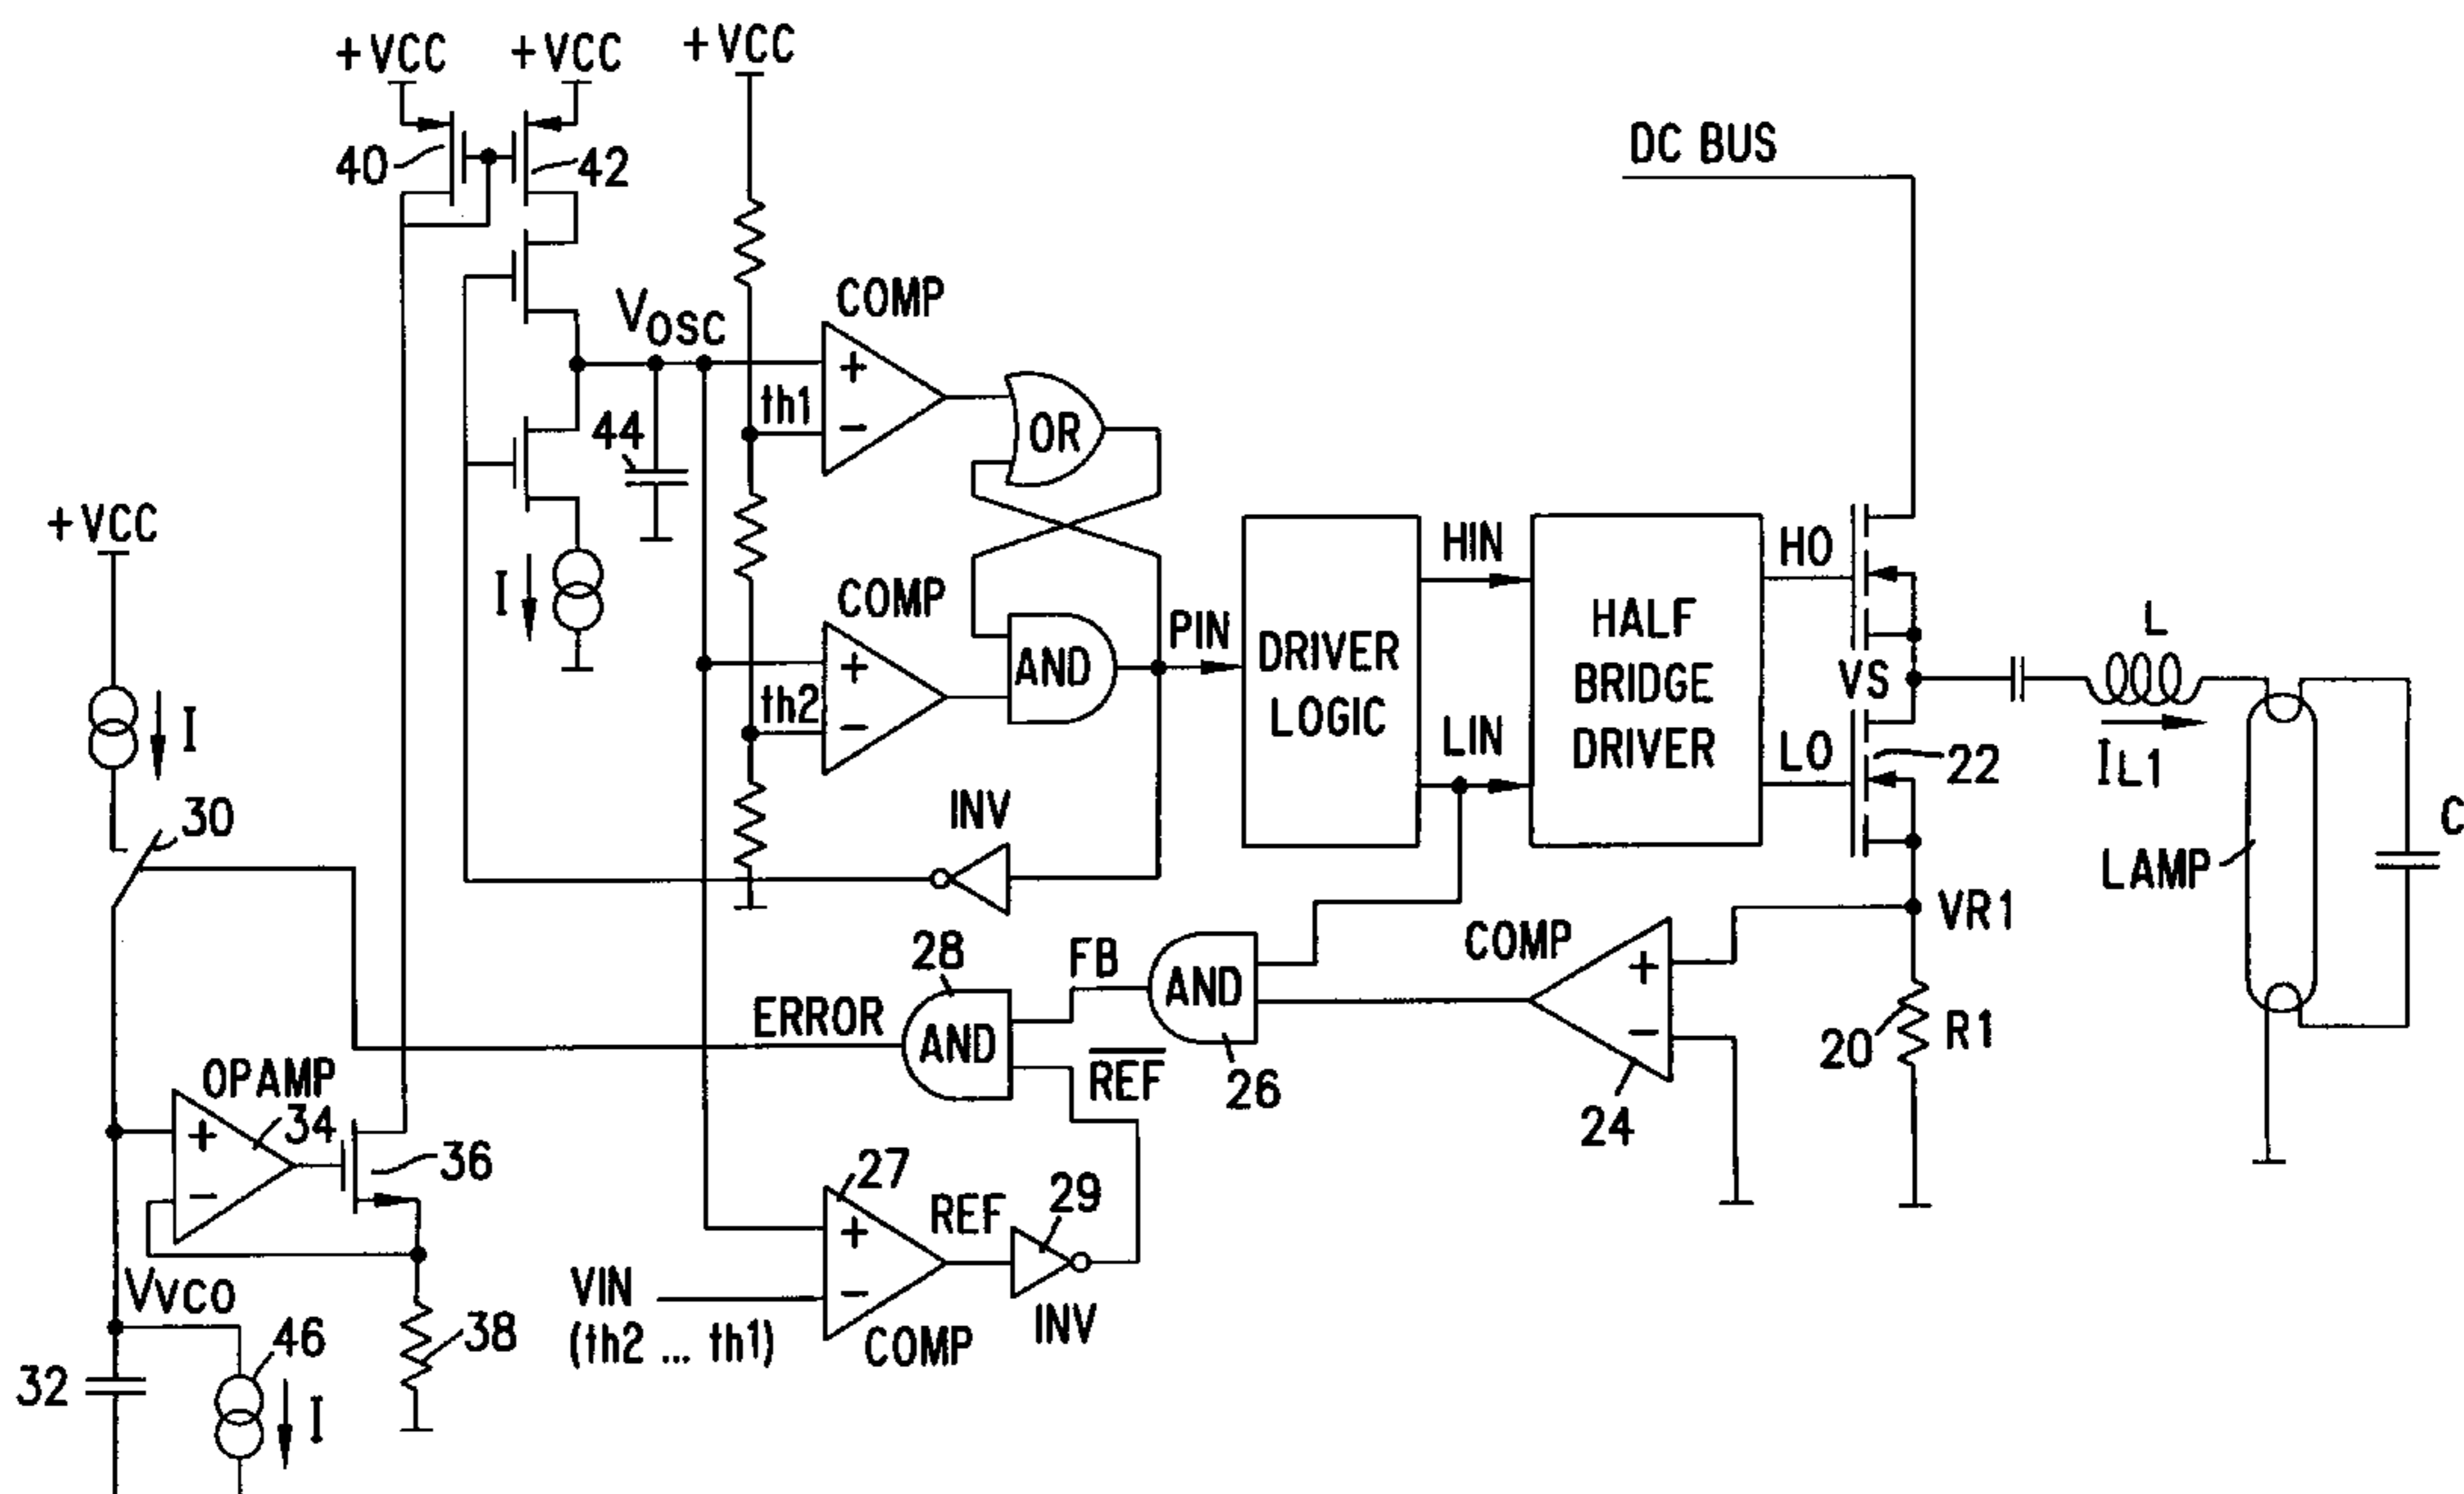 +VCC
+VCC
+VCC
40
42
DC BUS
VOSC
COMP
th1
OR
44
+
−
+VCC
I
COMP
AND
th2
+
−
PIN
DRIVER
LOGIC
HIN
LIN
HALF
BRIDGE
DRIVER
HO
VS
LO
22
L
IL1
LAMP
C
I
30
INV
28
ERROR
AND
FB
REF
AND
26
COMP
+
−
24
VR1
20
R1
OPAMP
34
+
−
36
27
REF
29
+
−
INV
COMP
VIN
(th2 ... th1)
VVCO
32
46
I
38